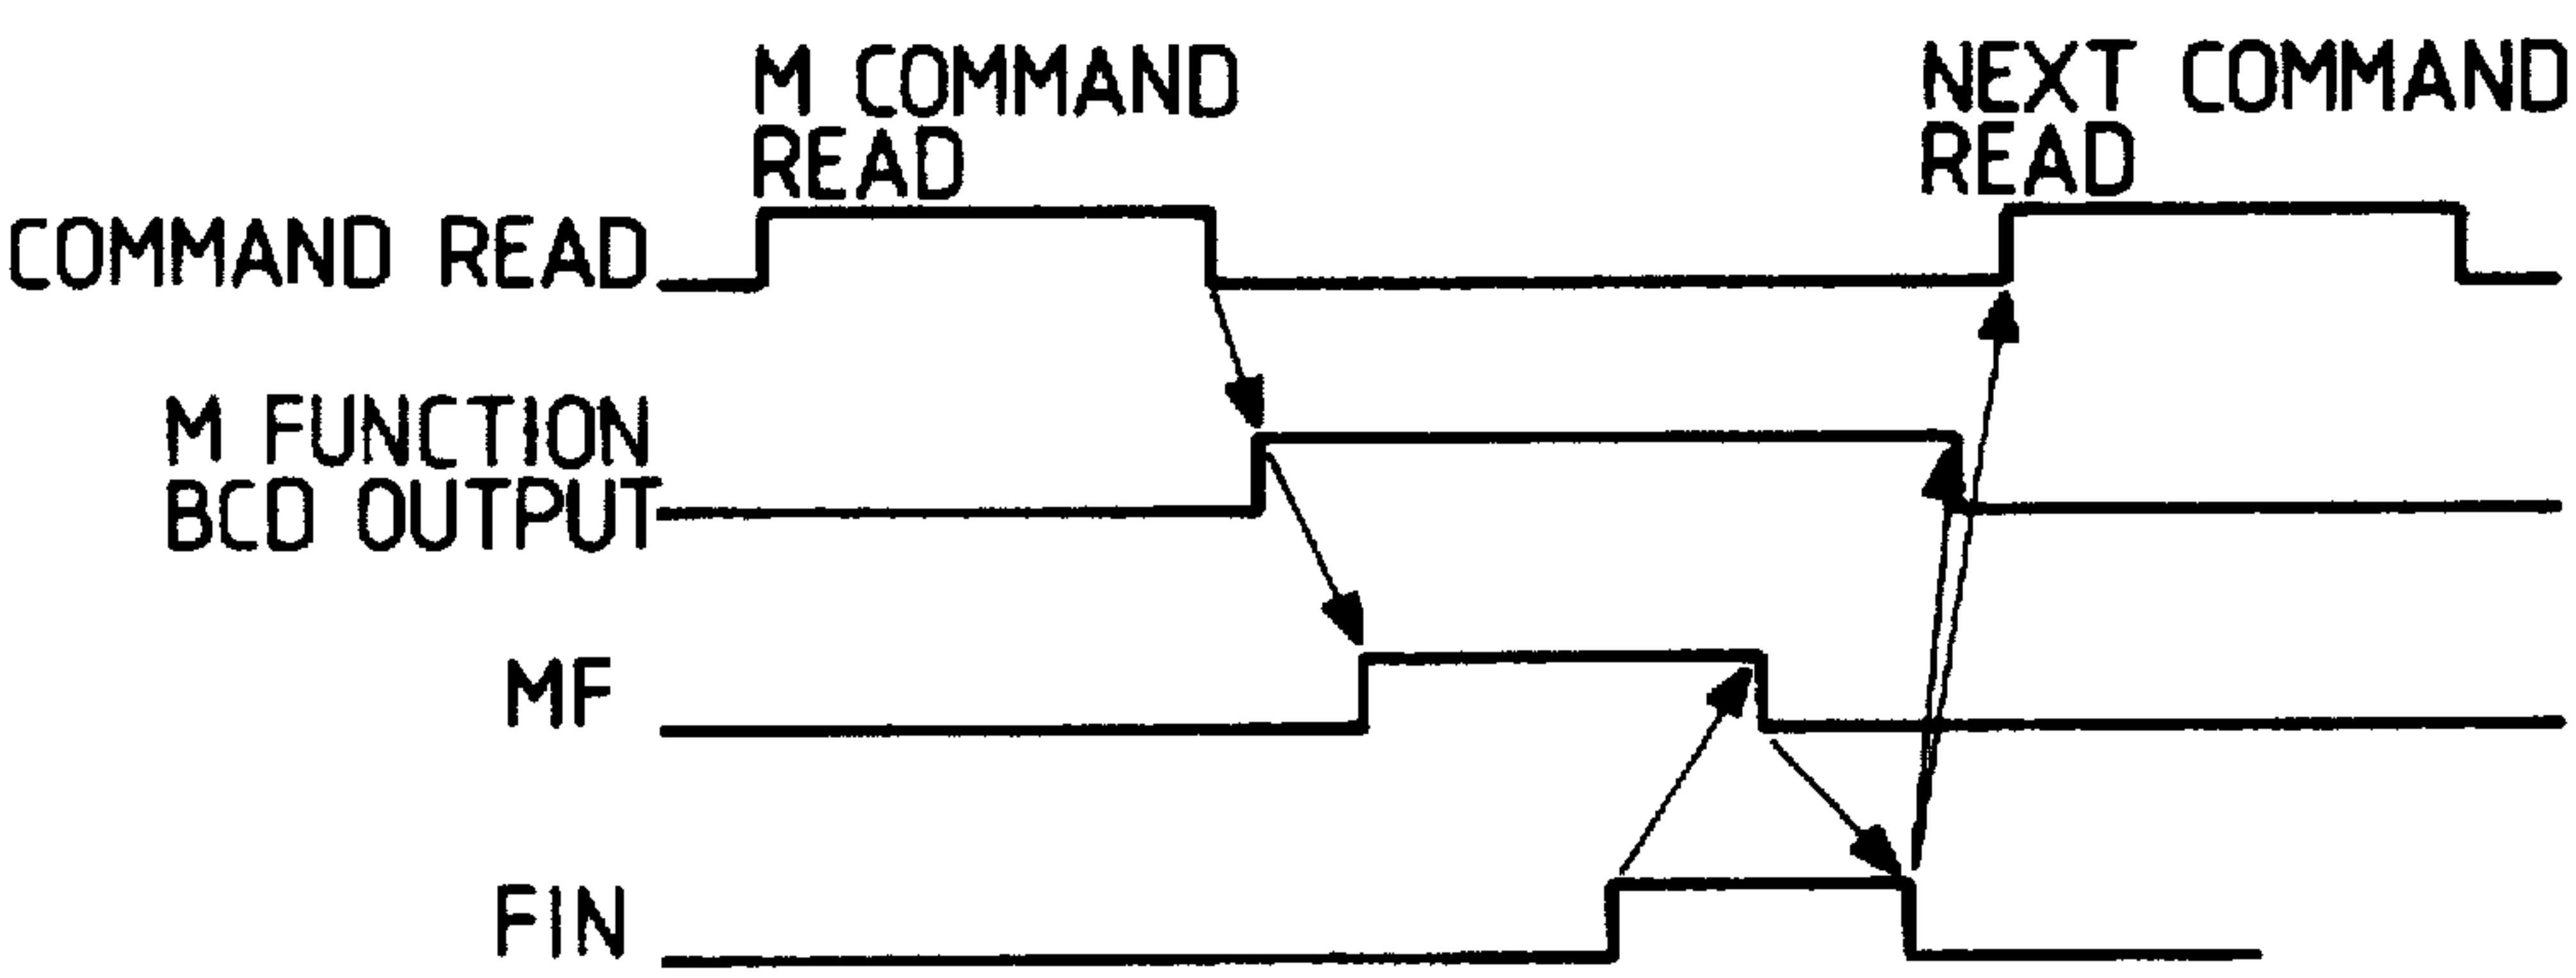 M COMMAND
READ
NEXT COMMAND
READ
COMMAND READ
M FUNCTION
BCD OUTPUT
MF
FIN